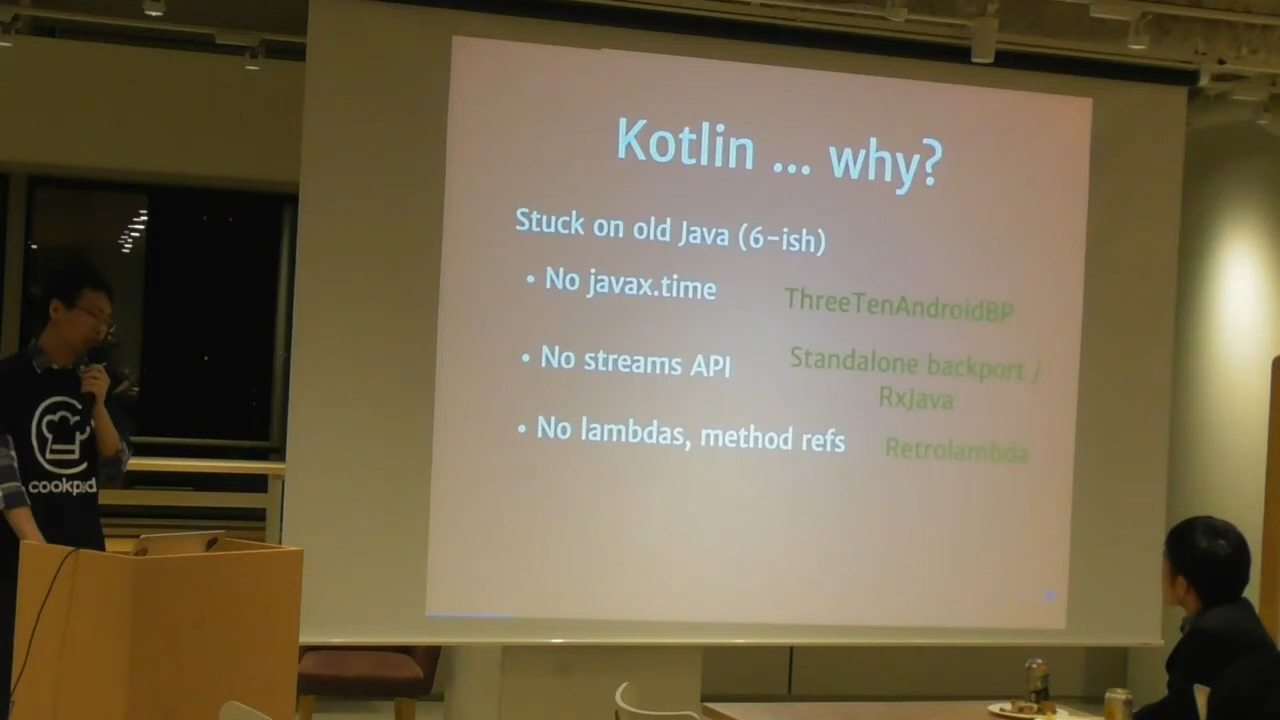 Kotlin ... why?
Stuck on old Java (6-ish)
• No javax.time
ThreeTenAndroidBP
• No streams API
Standalone backport /
RxJava
• No lambdas, method refs
Retrolambda
cookpad